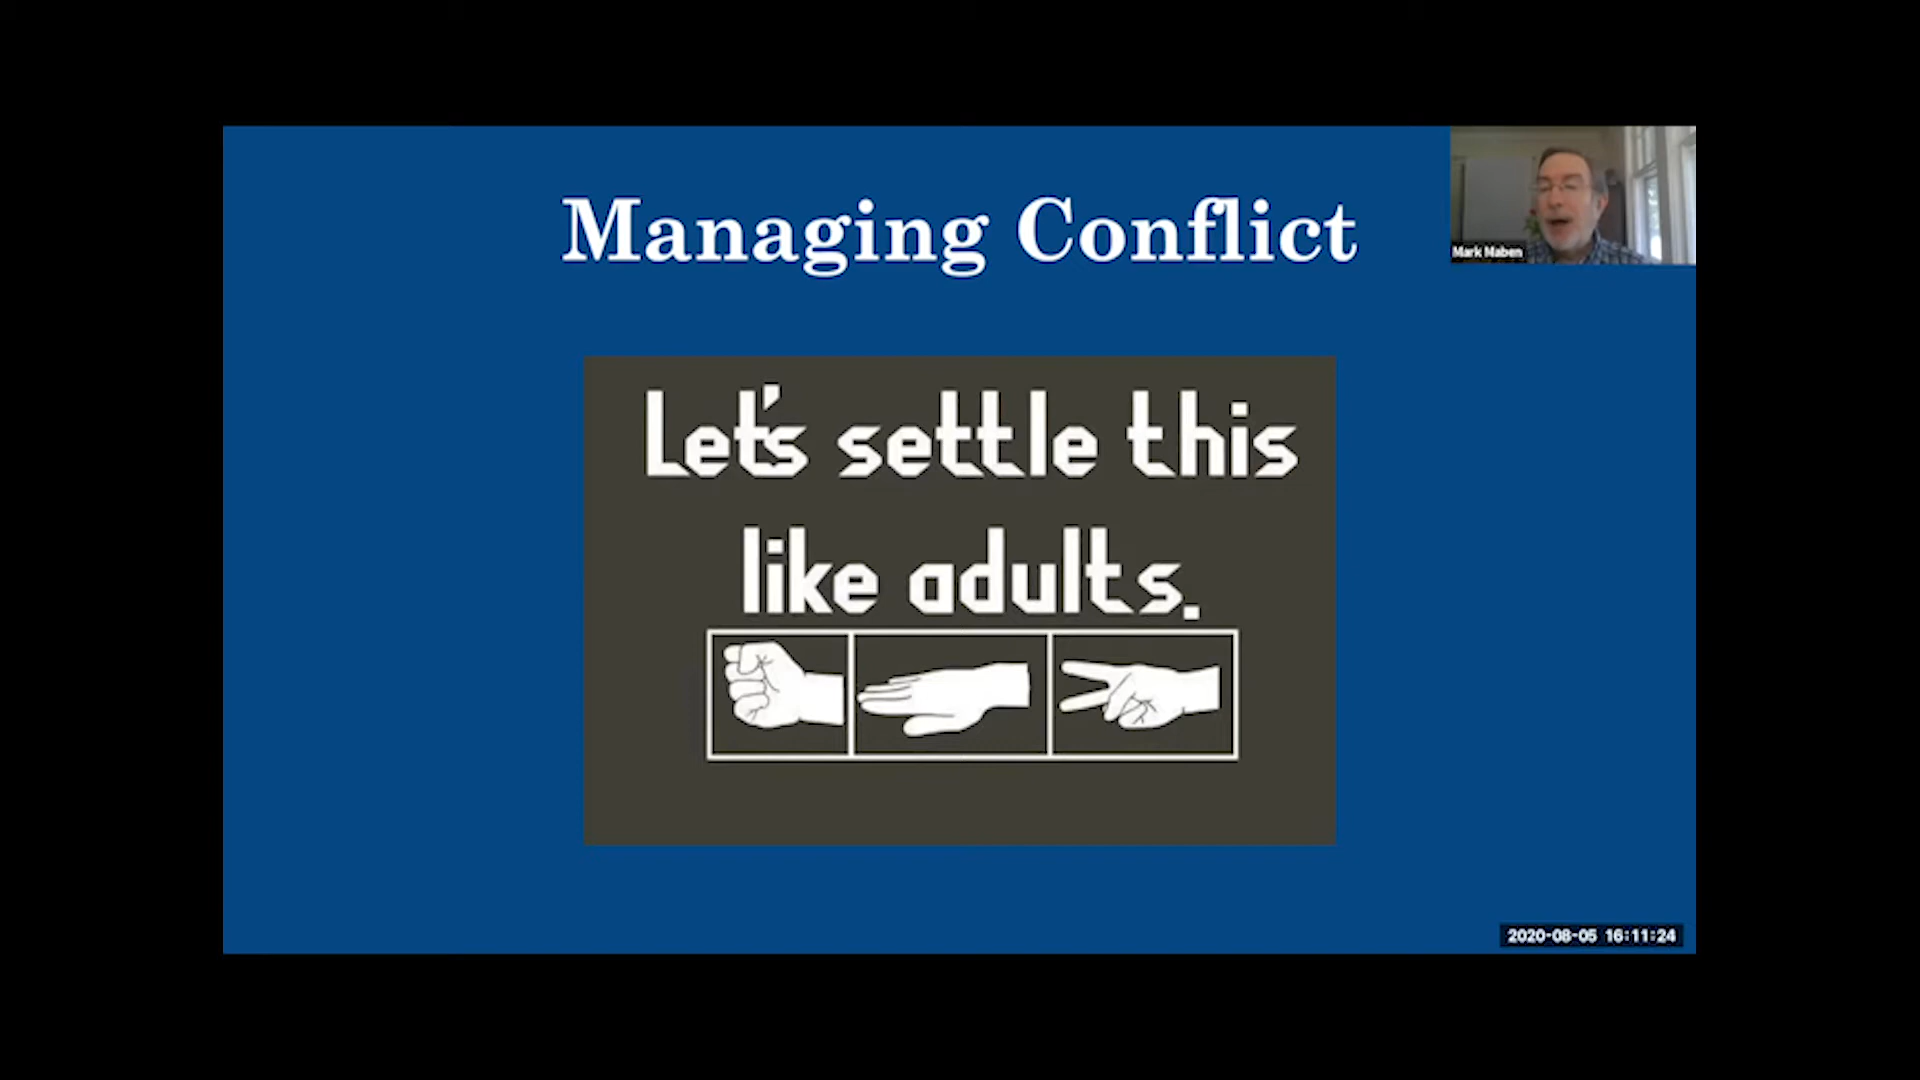 Managing Conflict
Mark Maben
Let's settle this
like adults.
2020-08-05 16:11:24